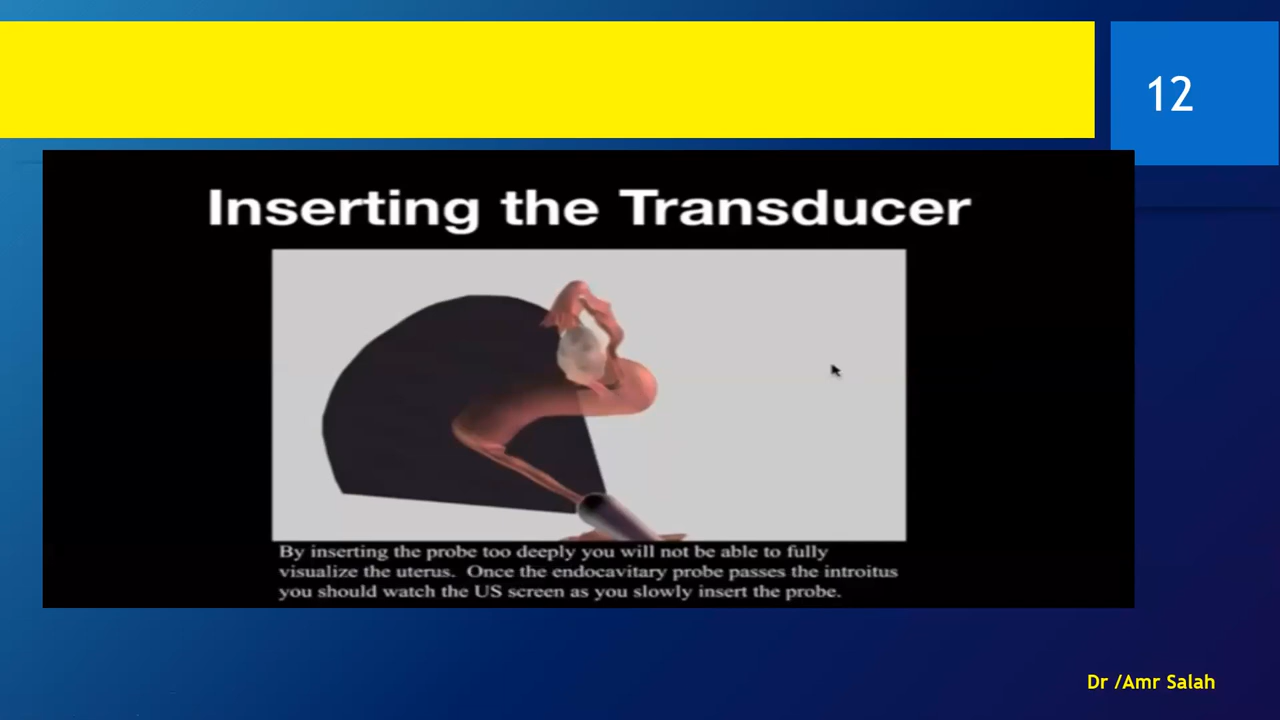 12
Inserting the Transducer
By inserting the probe too deeply you will not be able to fully
visualize the uterus. Once the endocavitary probe passes the introitus
you should watch the US screen as you slowly insert the probe.
Dr /Amr Salah